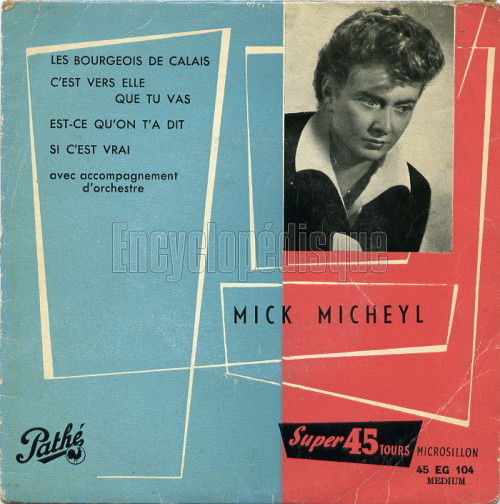 LES BOURGEOIS DE CALAIS
C'EST VERS ELLE
QUE TU VAS
EST-CE QU'ON T'A DIT
SI C'EST VRAI
avec accompagnement
d'orchestre
Encyclopédisque
MICK MICHEYL
Pathé
Super 45 TOURS MICROSILLON
45 EG 104
MEDIUM